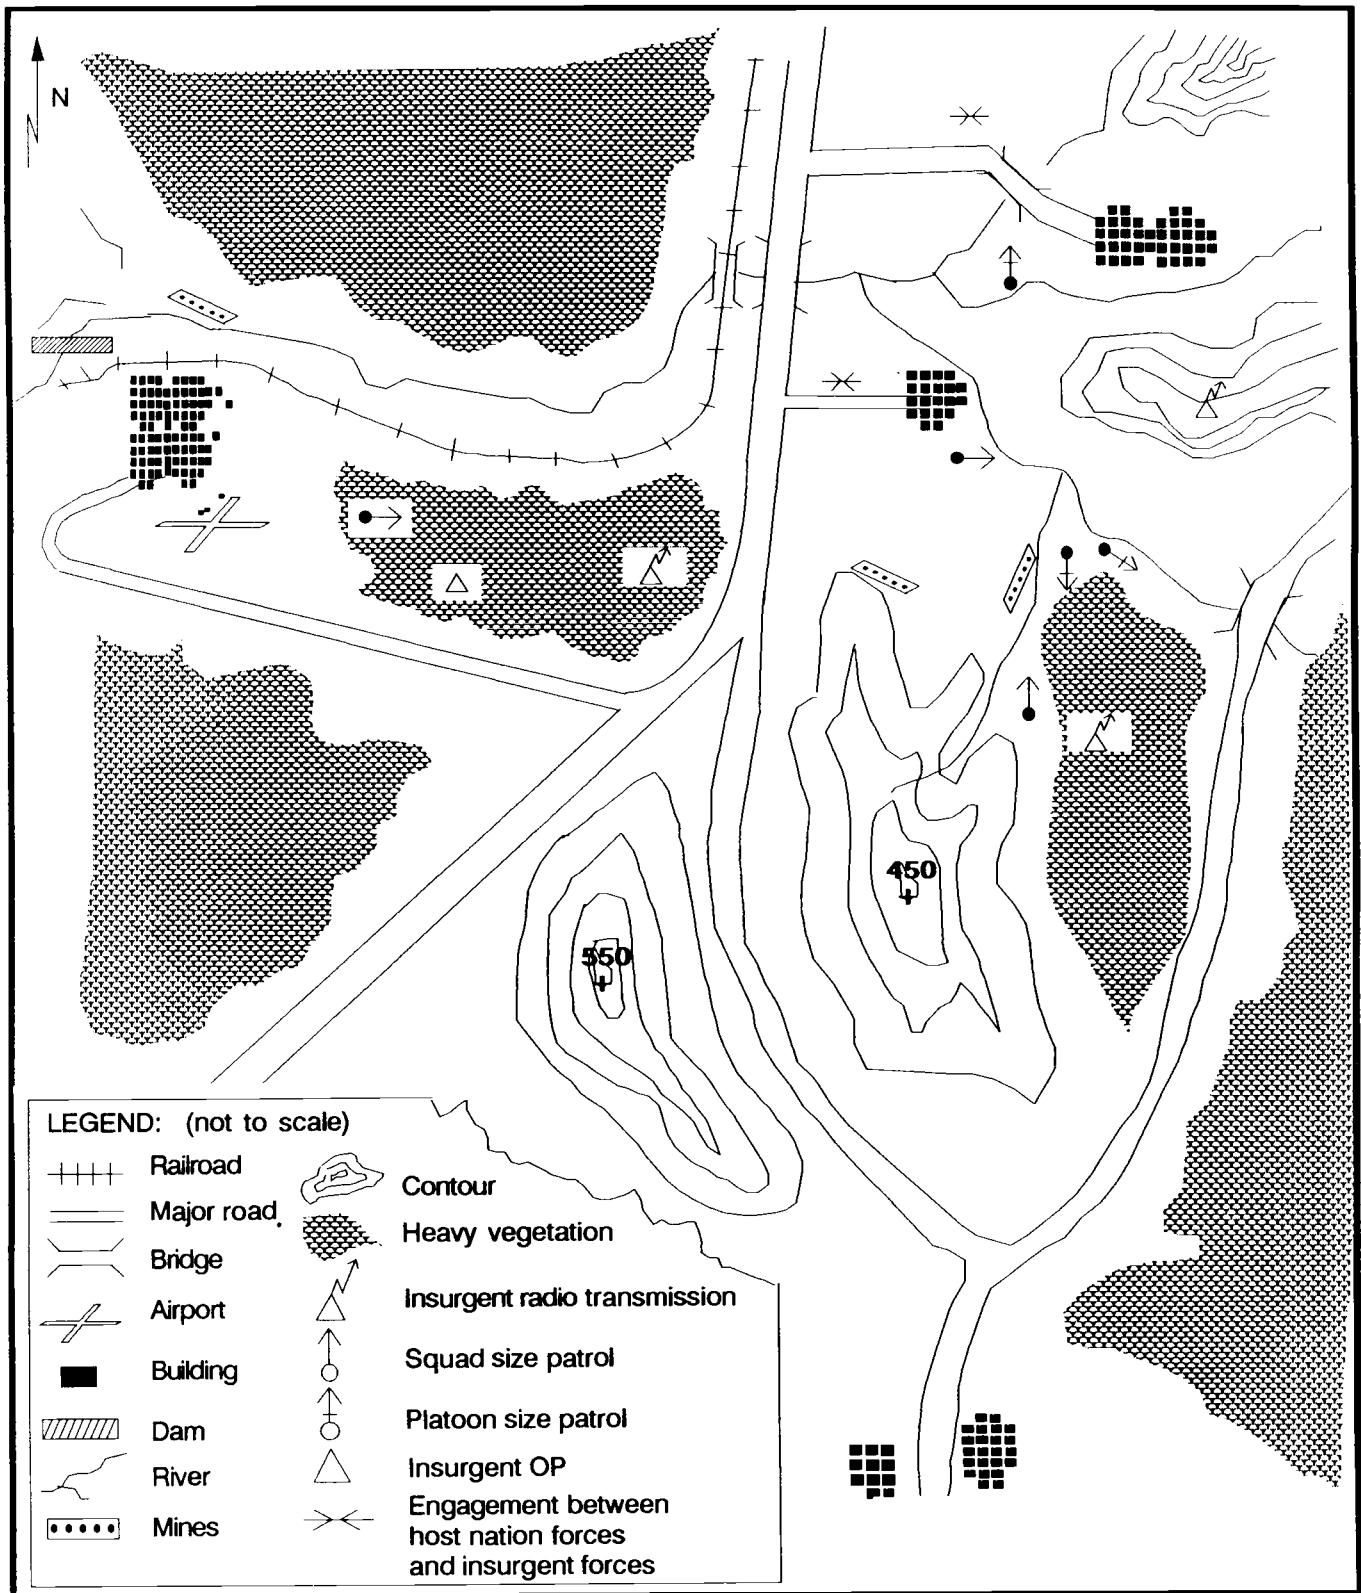 N
450
550
LEGEND: (not to scale)
Railroad
Major road
Bridge
Airport
Building
Dam
River
Mines
Contour
Heavy vegetation
Insurgent radio transmission
Squad size patrol
Platoon size patrol
Insurgent OP
Engagement between
host nation forces
and insurgent forces